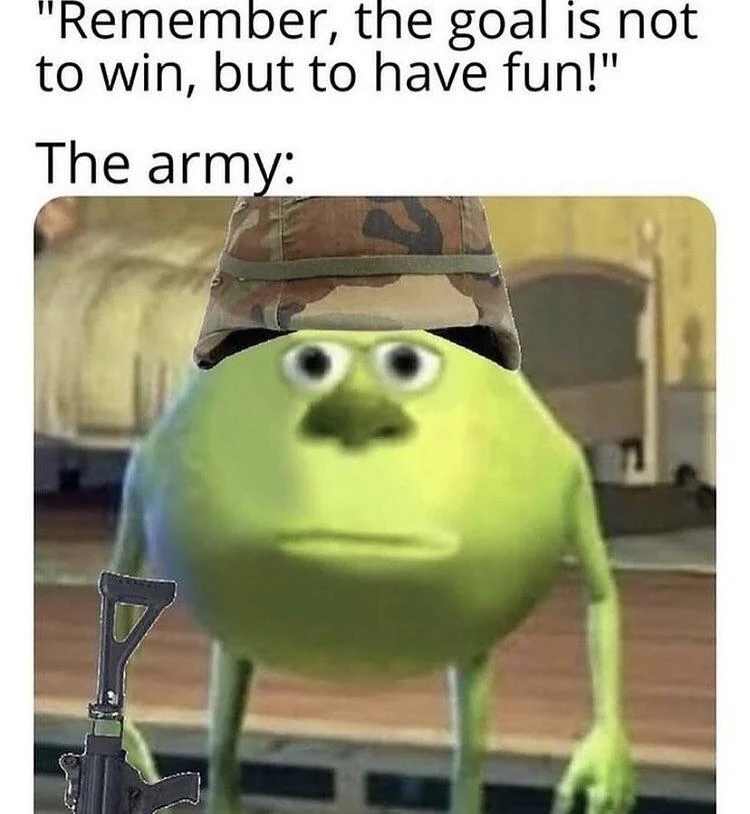 "Remember, the goal is not
to win, but to have fun!"
The army: